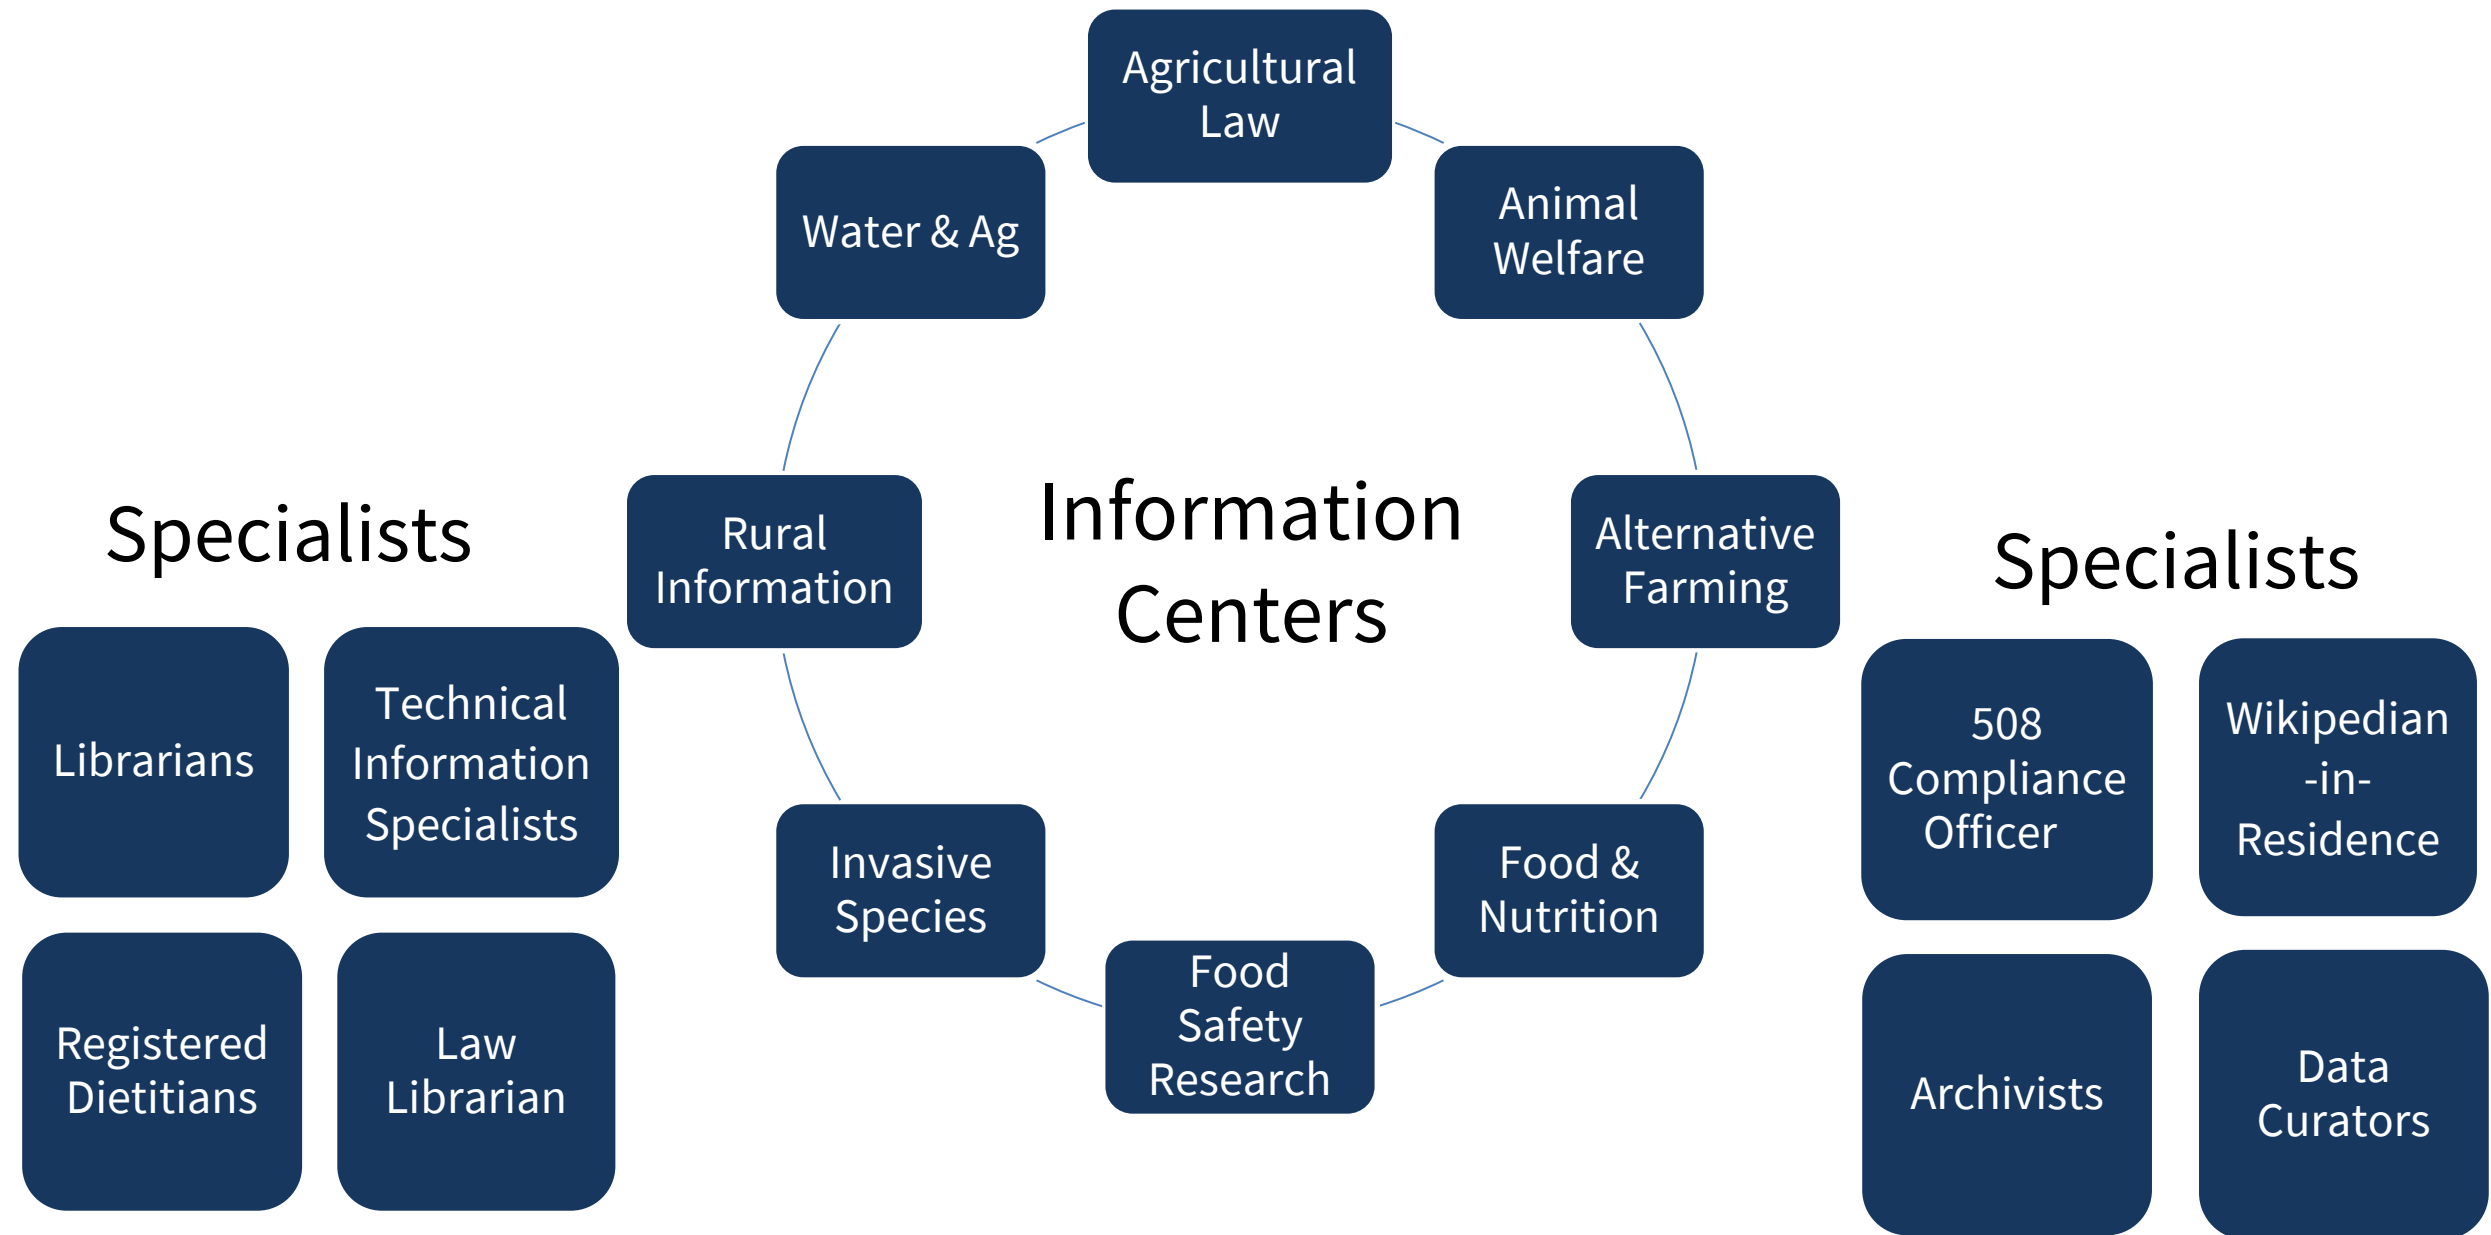 Agricultural
Law
Animal
Welfare
Alternative
Farming
Food &
Nutrition
Food
Safety
Research
Invasive
Species
Rural
Information
Water & Ag
Information
Centers
Specialists
Librarians
Technical
Information
Specialists
Registered
Dietitians
Law
Librarian
Specialists
508
Compliance
Officer
Wikipedian
-in-
Residence
Archivists
Data
Curators